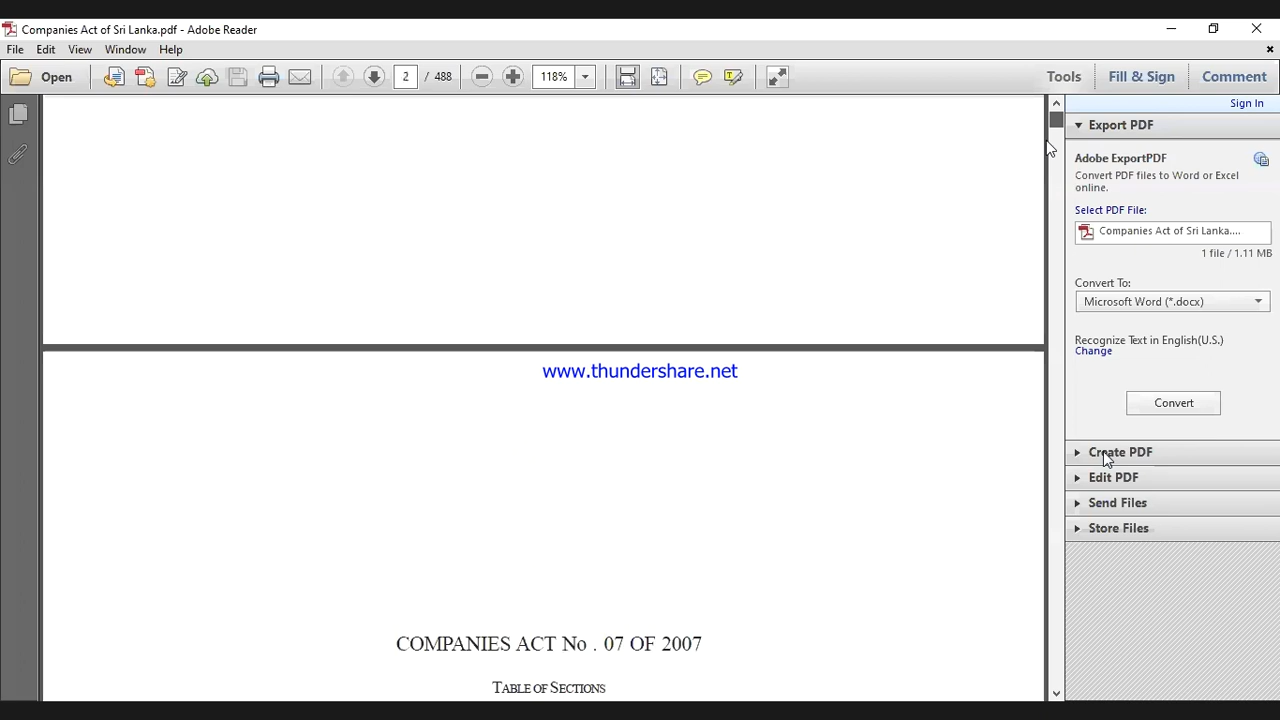 Companies Act of Sri Lanka.pdf - Adobe Reader
File Edit View Window Help
Open 2 / 488 118% Tools Fill & Sign Comment
Sign In
Export PDF
Adobe ExportPDF
Convert PDF files to Word or Excel
online.
Select PDF File:
Companies Act of Sri Lanka....
1 file / 1.11 MB
Convert To:
Microsoft Word (*.docx)
Recognize Text in English(U.S.)
Change
Convert
Create PDF
Edit PDF
Send Files
Store Files
www.thundershare.net
COMPANIES ACT No . 07 OF 2007
TABLE OF SECTIONS